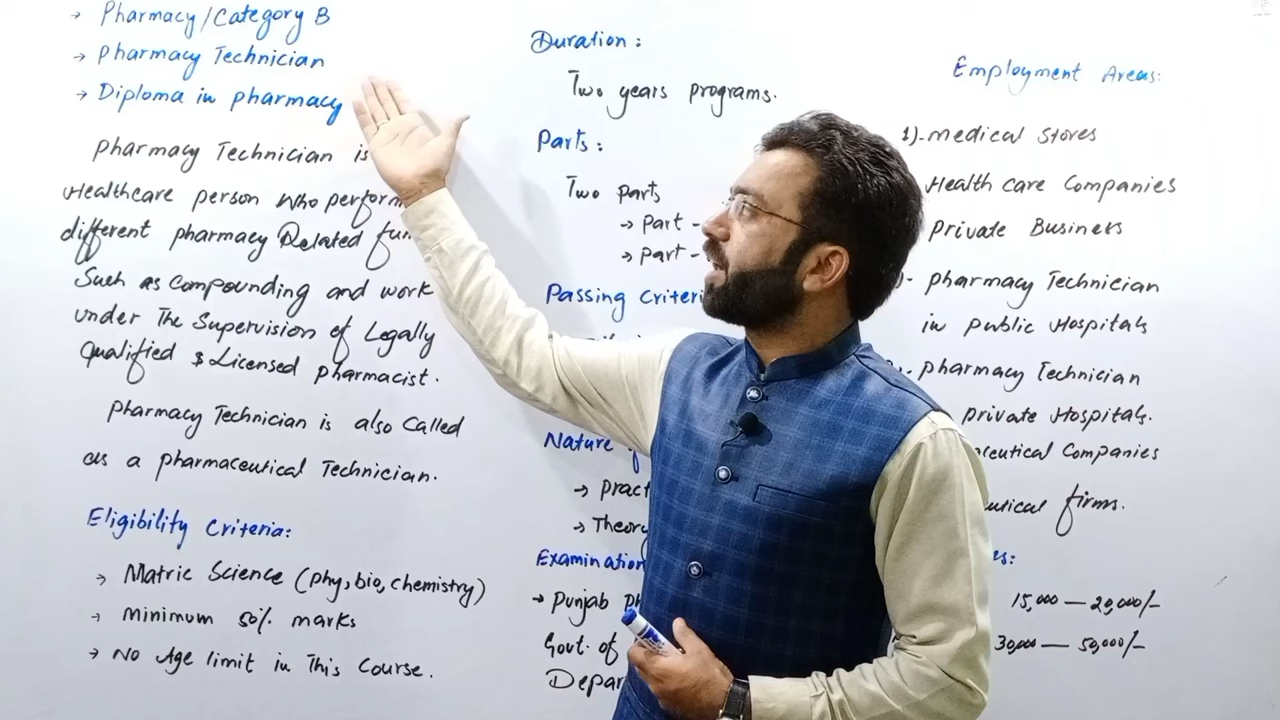 → Pharmacy/Category B
→ Pharmacy Technician
→ Diploma in pharmacy
Pharmacy Technician is
Healthcare person who perform
different pharmacy Related fun
Such as compounding and work
under The Supervision of Legally
Qualified & Licensed pharmacist.
Pharmacy Technician is also Called
as a pharmaceutical Technician.
Eligibility Criteria:
→ Matric Science (phy, bio, chemistry)
→ Minimum 50% marks
→ No Age limit in This Course.
Duration:
Two years programs.
Parts:
Two parts
→ Part -
→ Part -
Passing Criteri
Nature of
→ Pract
→ Theory
Examination
→ Punjab Ph
Govt. of
Depar
Employment Areas:
1)- medical stores
Health care Companies
Private Business
)- pharmacy Technician
in public Hospitals
- pharmacy Technician
private Hospitals.
ceutical Companies
utical firms.
es:
15,000 — 20,000/-
30,000 — 50,000/-